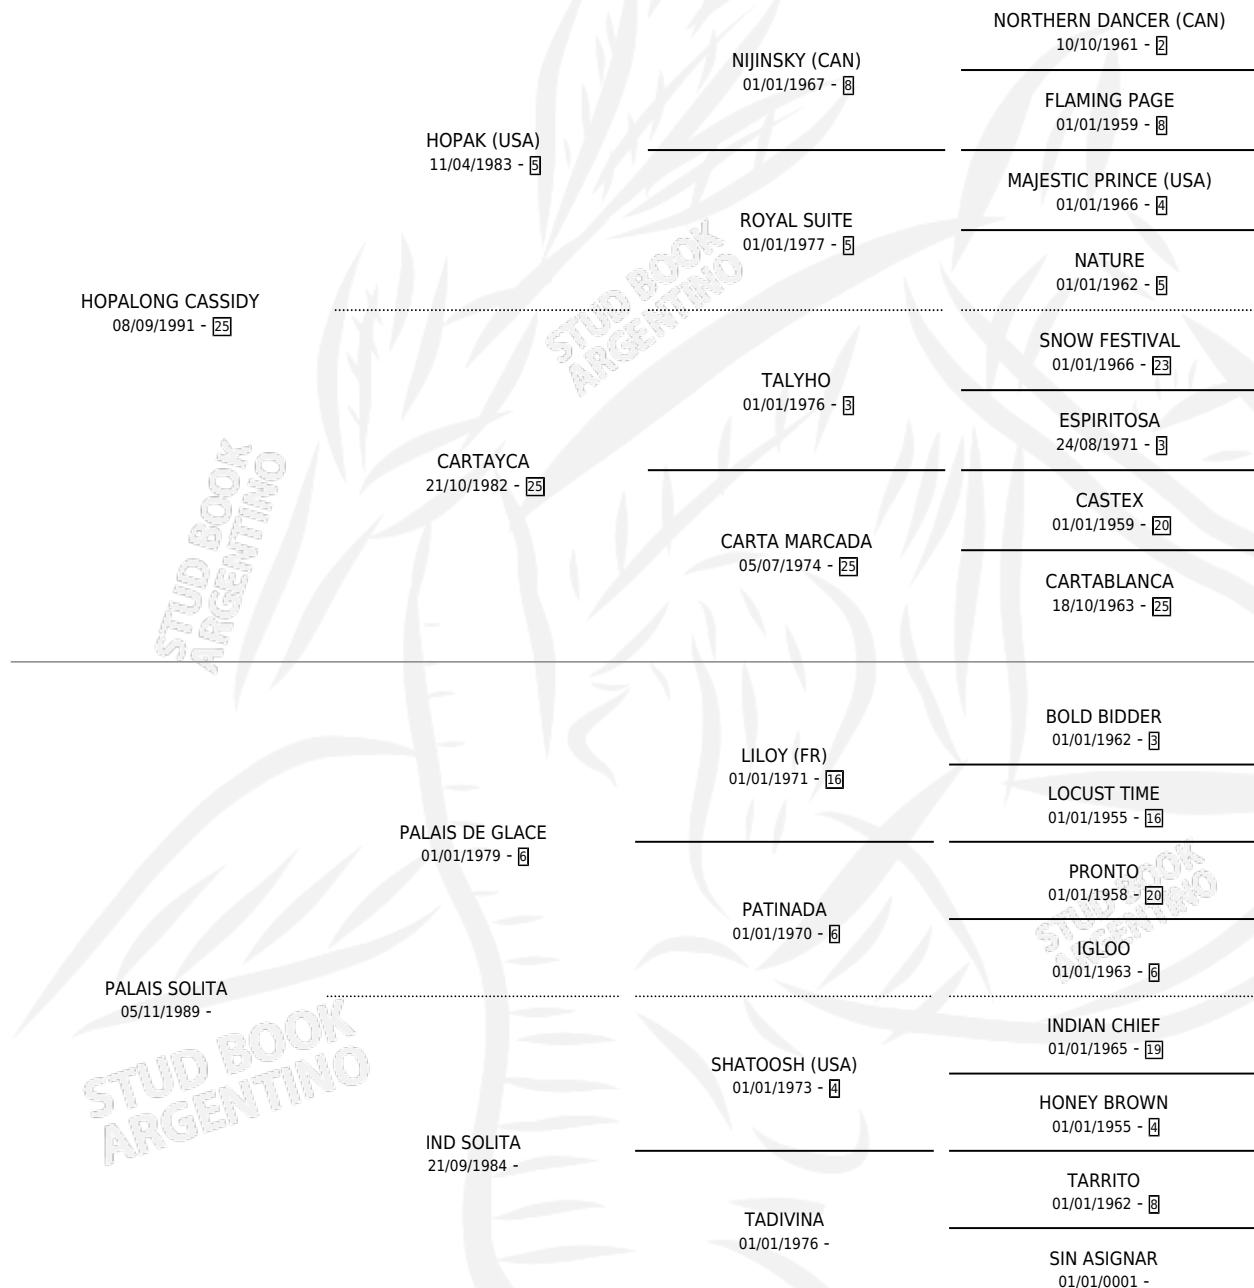 NORTHERN DANCER (CAN)
10/10/1961 - 2
NIJINSKY (CAN)
01/01/1967 - 8
FLAMING PAGE
01/01/1959 - 8
HOPAK (USA)
11/04/1983 - 5
MAJESTIC PRINCE (USA)
01/01/1966 - 4
ROYAL SUITE
01/01/1977 - 5
NATURE
01/01/1962 - 5
HOPALONG CASSIDY
08/09/1991 - 25
SNOW FESTIVAL
01/01/1966 - 23
TALYHO
01/01/1976 - 3
ESPIRITOSA
24/08/1971 - 3
CARTAYCA
21/10/1982 - 25
CASTEX
01/01/1959 - 20
CARTA MARCADA
05/07/1974 - 25
CARTABLANCA
18/10/1963 - 25
BOLD BIDDER
01/01/1962 - 3
LILOY (FR)
01/01/1971 - 16
LOCUST TIME
01/01/1955 - 16
PALAIS DE GLACE
01/01/1979 - 6
PRONTO
01/01/1958 - 20
PATINADA
01/01/1970 - 6
IGLOO
01/01/1963 - 6
PALAIS SOLITA
05/11/1989 -
INDIAN CHIEF
01/01/1965 - 19
SHATOOSH (USA)
01/01/1973 - 4
HONEY BROWN
01/01/1955 - 4
IND SOLITA
21/09/1984 -
TARRITO
01/01/1962 - 8
TADIVINA
01/01/1976 -
SIN ASIGNAR
01/01/0001 -
STUD BOOK
ARGENTINO
STUD BOOK
ARGENTINO
STUD BOOK
ARGENTINO
STUD BOOK
ARGENTINO